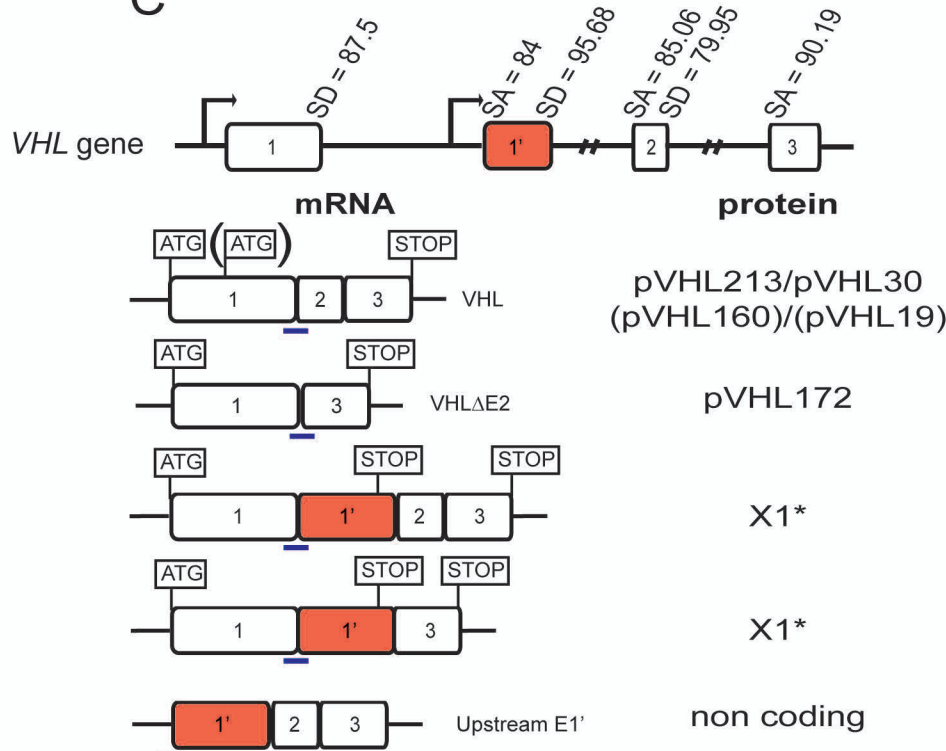 C
SD = 87.5
SA = 84
SD = 95.68
SA = 85.06
SD = 79.95
SA = 90.19
VHL gene
1
1'
2
3
mRNA
protein
ATG
(ATG)
STOP
1
2
3
VHL
pVHL213/pVHL30
(pVHL160)/(pVHL19)
ATG
STOP
1
3
VHLΔE2
pVHL172
ATG
STOP
STOP
1
1'
2
3
X1*
ATG
STOP
STOP
1
1'
3
X1*
1'
2
3
Upstream E1'
non coding